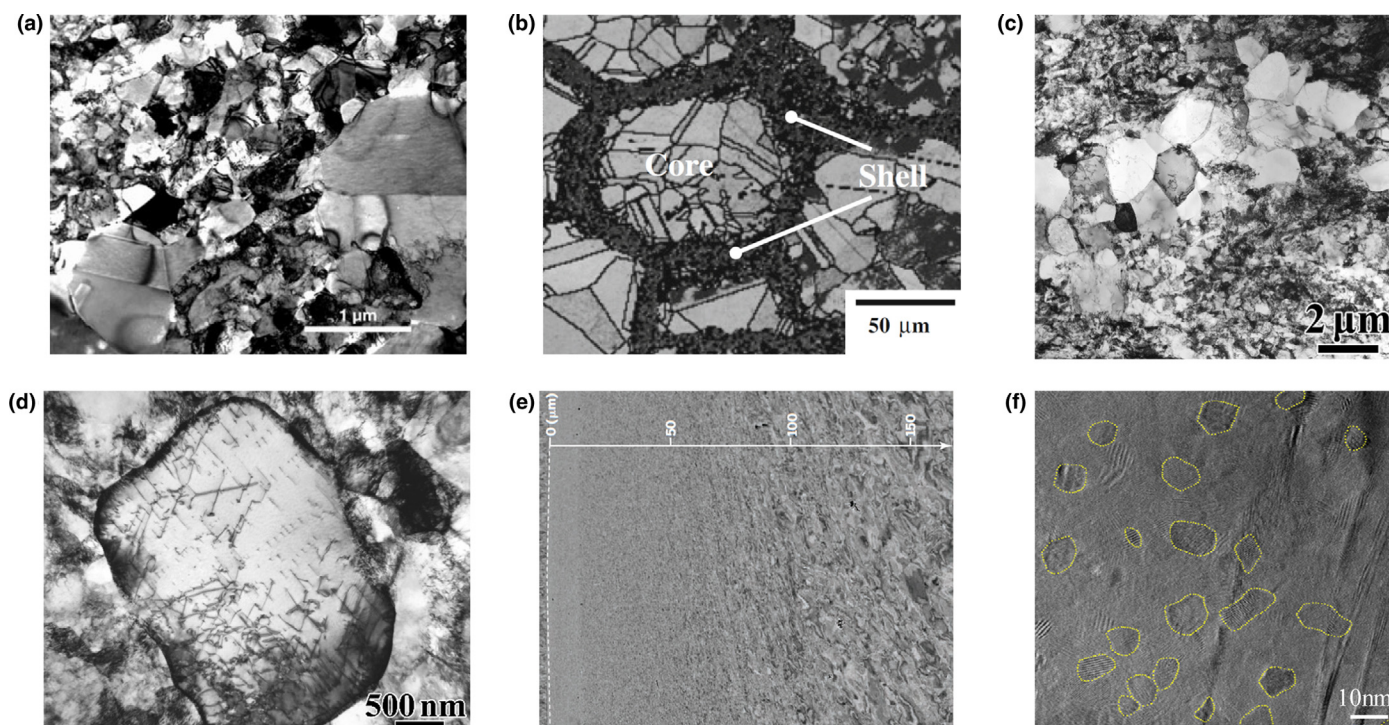 (a)
1 μm
(b)
Core
Shell
50 μm
(c)
2 μm
(d)
500 nm
(e)
0 (μm)
50
100
150
(f)
10nm